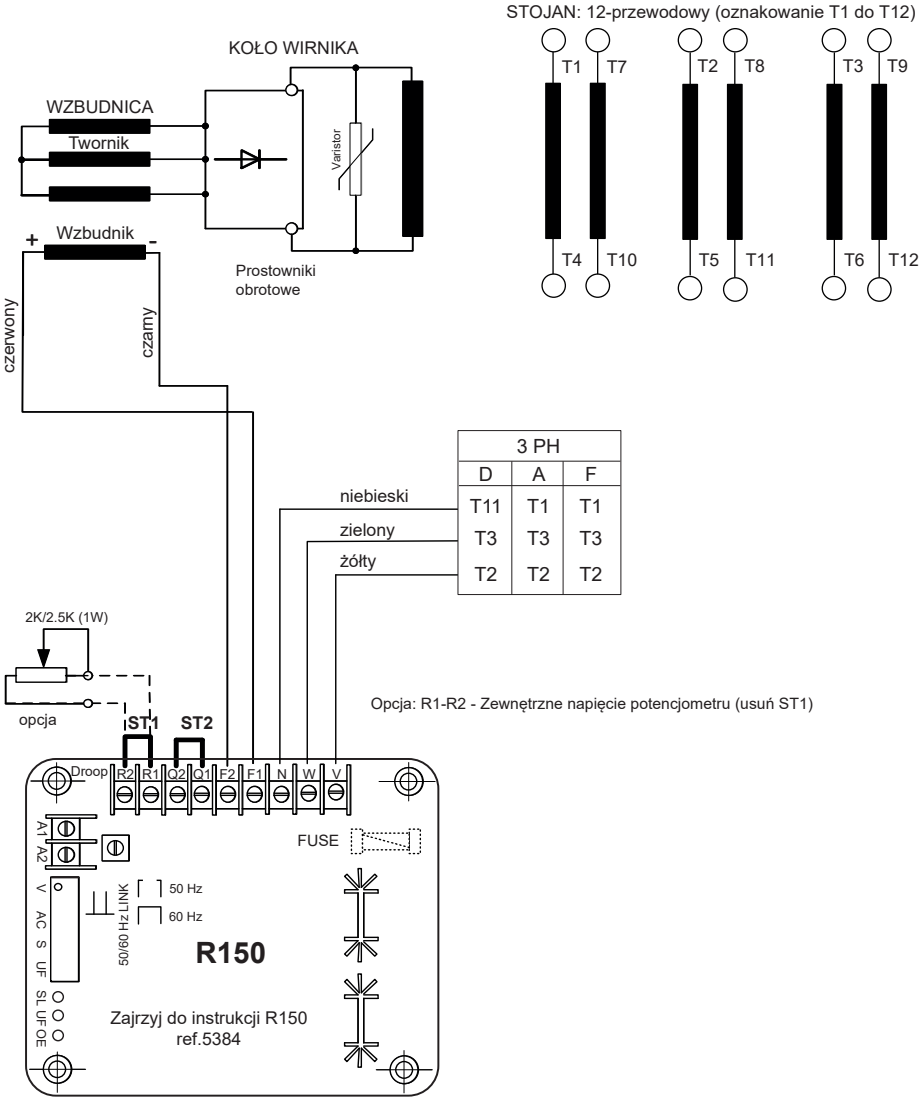 STOJAN: 12-przewodowy (oznakowanie T1 do T12)
KOŁO WIRNIKA
T1 T7 T2 T8 T3 T9
WZBUDNICA
Twornik
Varistor
+ Wzbudnik -
T4 T10 T5 T11 T6 T12
Prostowniki
obrotowe
czerwony
czarny
3 PH
D A F
niebieski
T11 T1 T1
zielony
T3 T3 T3
żółty
T2 T2 T2
2K/2.5K (1W)
opcja
Opcja: R1-R2 - Zewnętrzne napięcie potencjometru (usuń ST1)
ST1 ST2
Droop R2 R1 Q2 Q1 F2 F1 N W V
A1
A2
FUSE
V AC S UF
50/60 Hz LINK
50 Hz
60 Hz
R150
SL UF OE
Zajrzyj do instrukcji R150
ref.5384